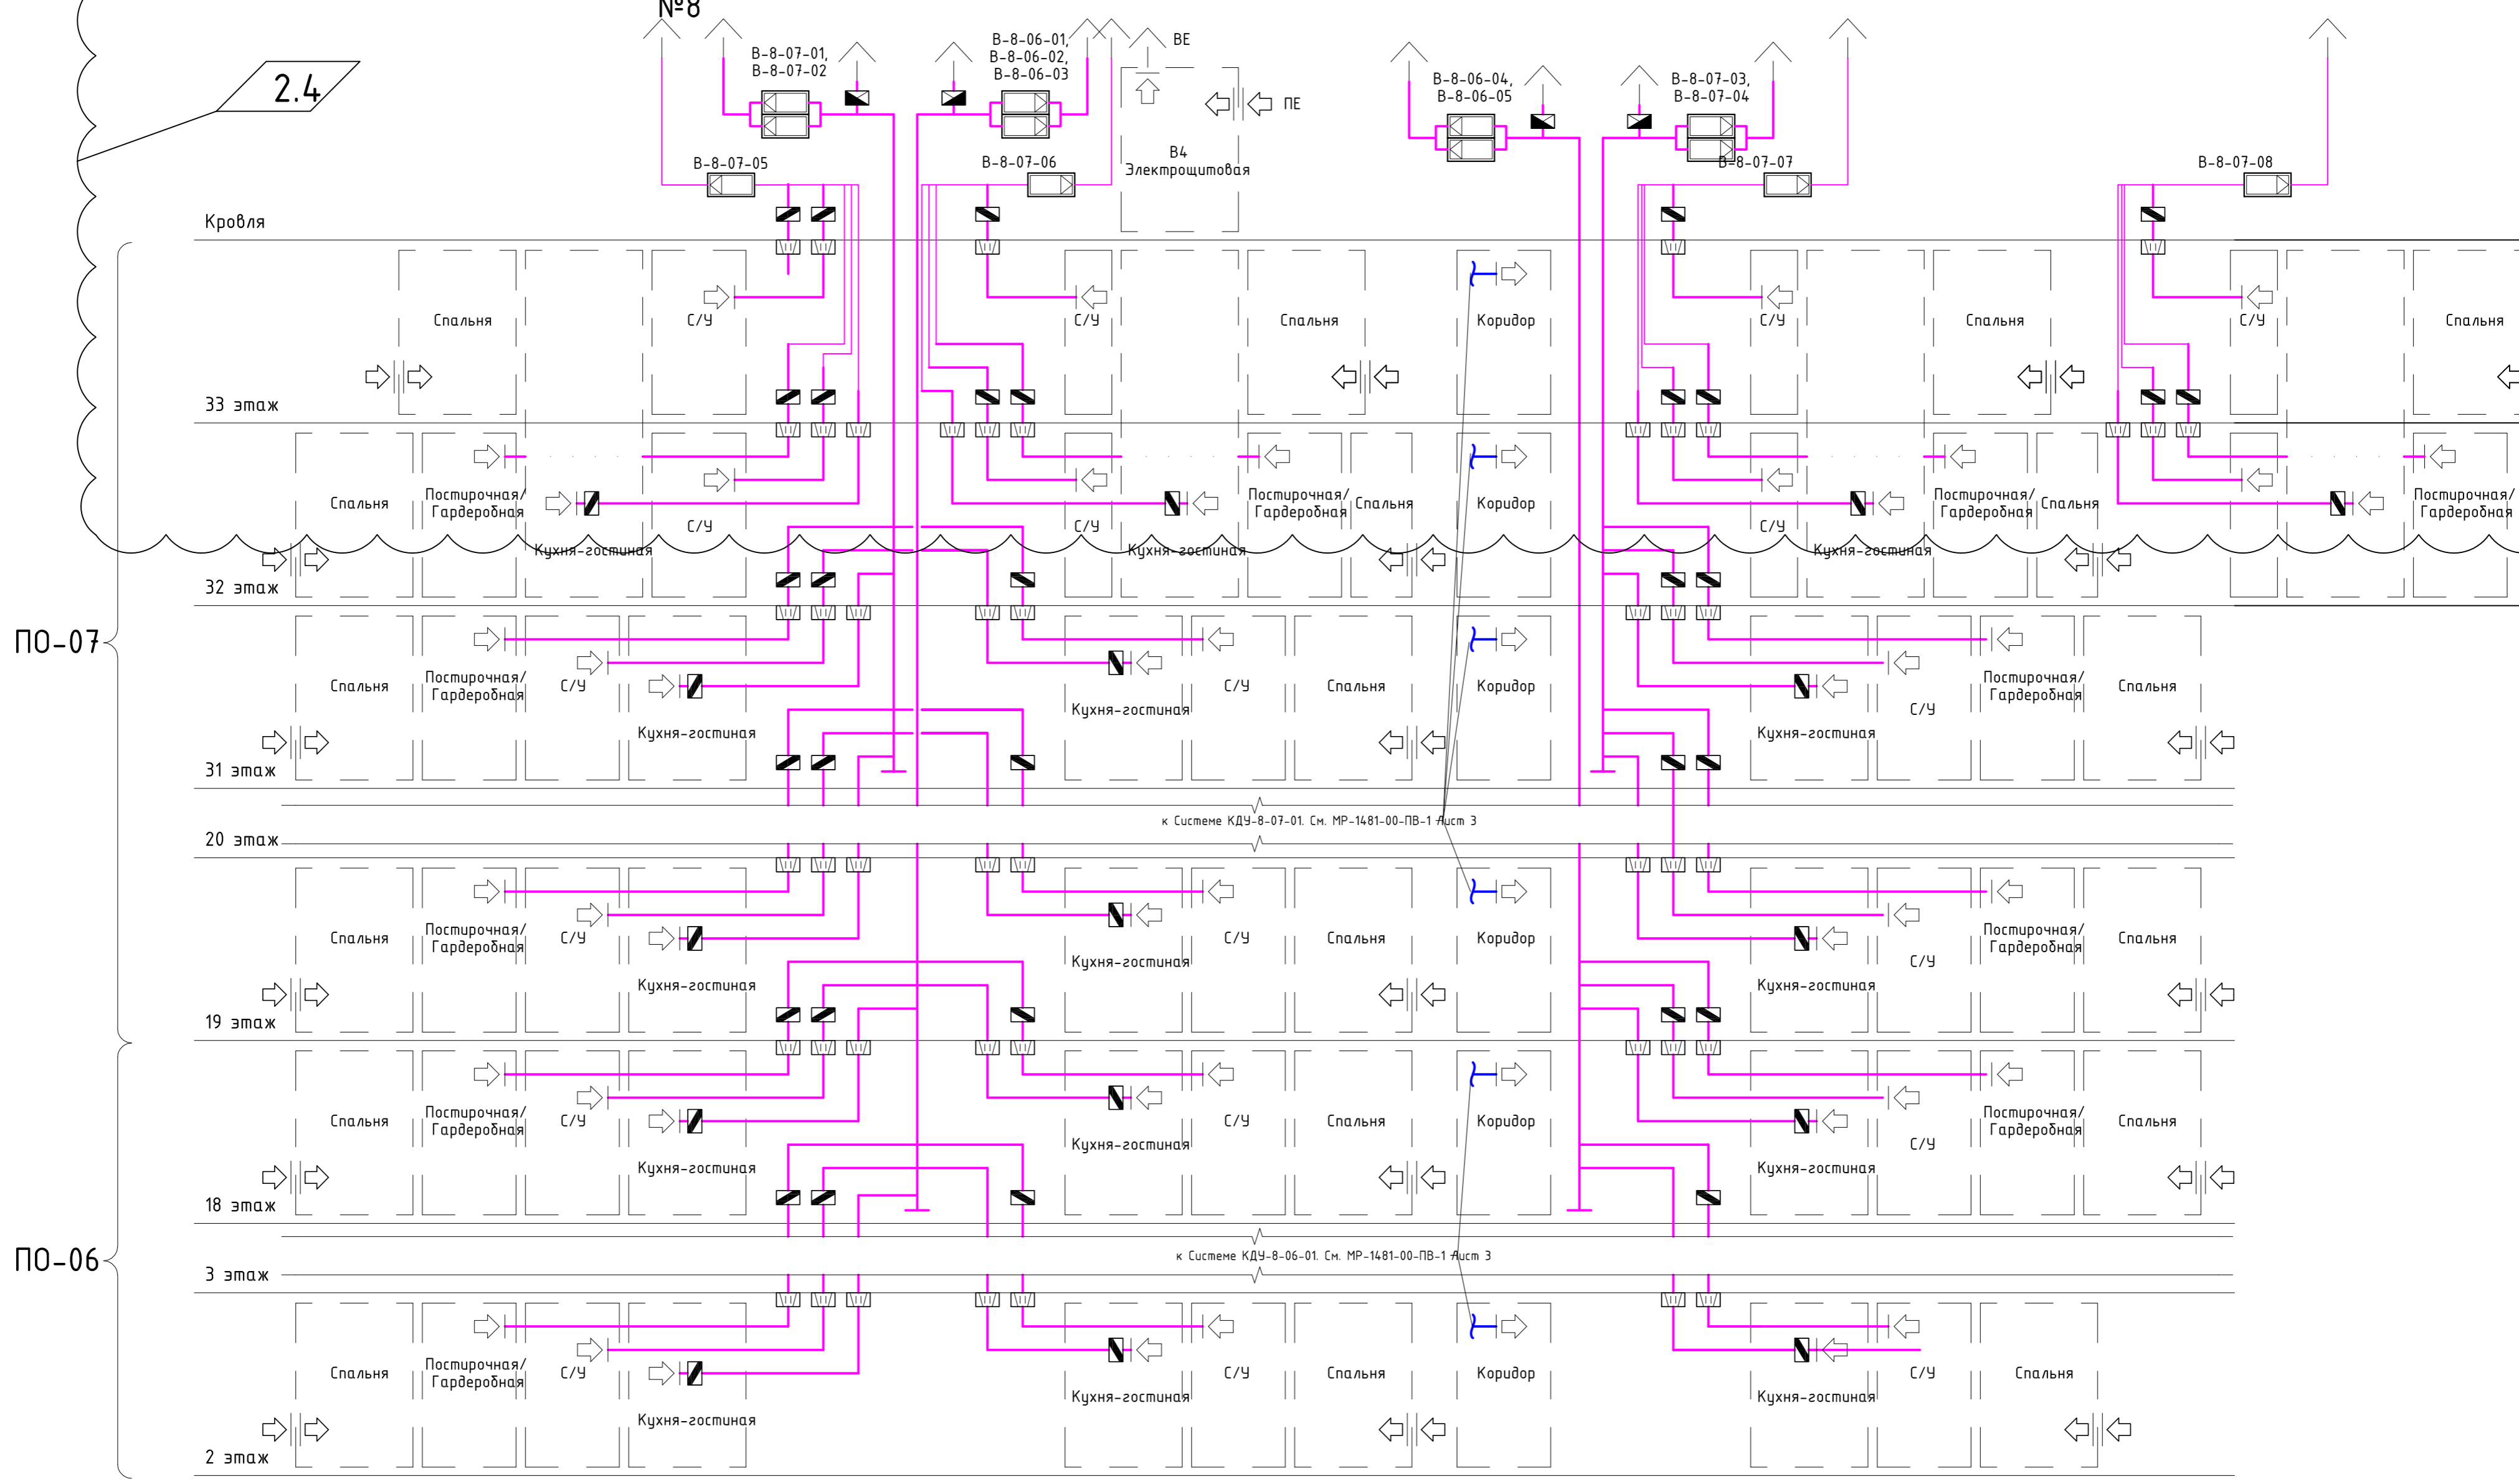 №8
2.4
В-8-07-01,
В-8-07-02
В-8-06-01,
В-8-06-02,
В-8-06-03
ВЕ
ПЕ
В-8-06-04,
В-8-06-05
В-8-07-03,
В-8-07-04
В-8-07-05
В-8-07-06
В4
Электрощитовая
В-8-07-07
В-8-07-08
Кровля
Спальня
С/У
С/У
Спальня
Коридор
С/У
Спальня
С/У
Спальня
33 этаж
Спальня
Постирочная/
Гардеробная
С/У
Кухня-гостиная
С/У
Кухня-гостиная
Постирочная/
Гардеробная
Спальня
Коридор
С/У
Кухня-гостиная
Постирочная/
Гардеробная
Спальня
Постирочная/
Гардеробная
32 этаж
ПО-07
Спальня
Постирочная/
Гардеробная
С/У
Кухня-гостиная
Кухня-гостиная
С/У
Спальня
Коридор
Кухня-гостиная
С/У
Постирочная/
Гардеробная
Спальня
31 этаж
к Системе КДУ-8-07-01. См. МР-1481-00-ПВ-1 Лист 3
20 этаж
Спальня
Постирочная/
Гардеробная
С/У
Кухня-гостиная
Кухня-гостиная
С/У
Спальня
Коридор
Кухня-гостиная
С/У
Постирочная/
Гардеробная
Спальня
19 этаж
Спальня
Постирочная/
Гардеробная
С/У
Кухня-гостиная
Кухня-гостиная
С/У
Спальня
Коридор
Кухня-гостиная
С/У
Постирочная/
Гардеробная
Спальня
18 этаж
ПО-06
к Системе КДУ-8-06-01. См. МР-1481-00-ПВ-1 Лист 3
3 этаж
Спальня
Постирочная/
Гардеробная
С/У
Кухня-гостиная
Кухня-гостиная
С/У
Спальня
Коридор
Кухня-гостиная
С/У
Спальня
2 этаж